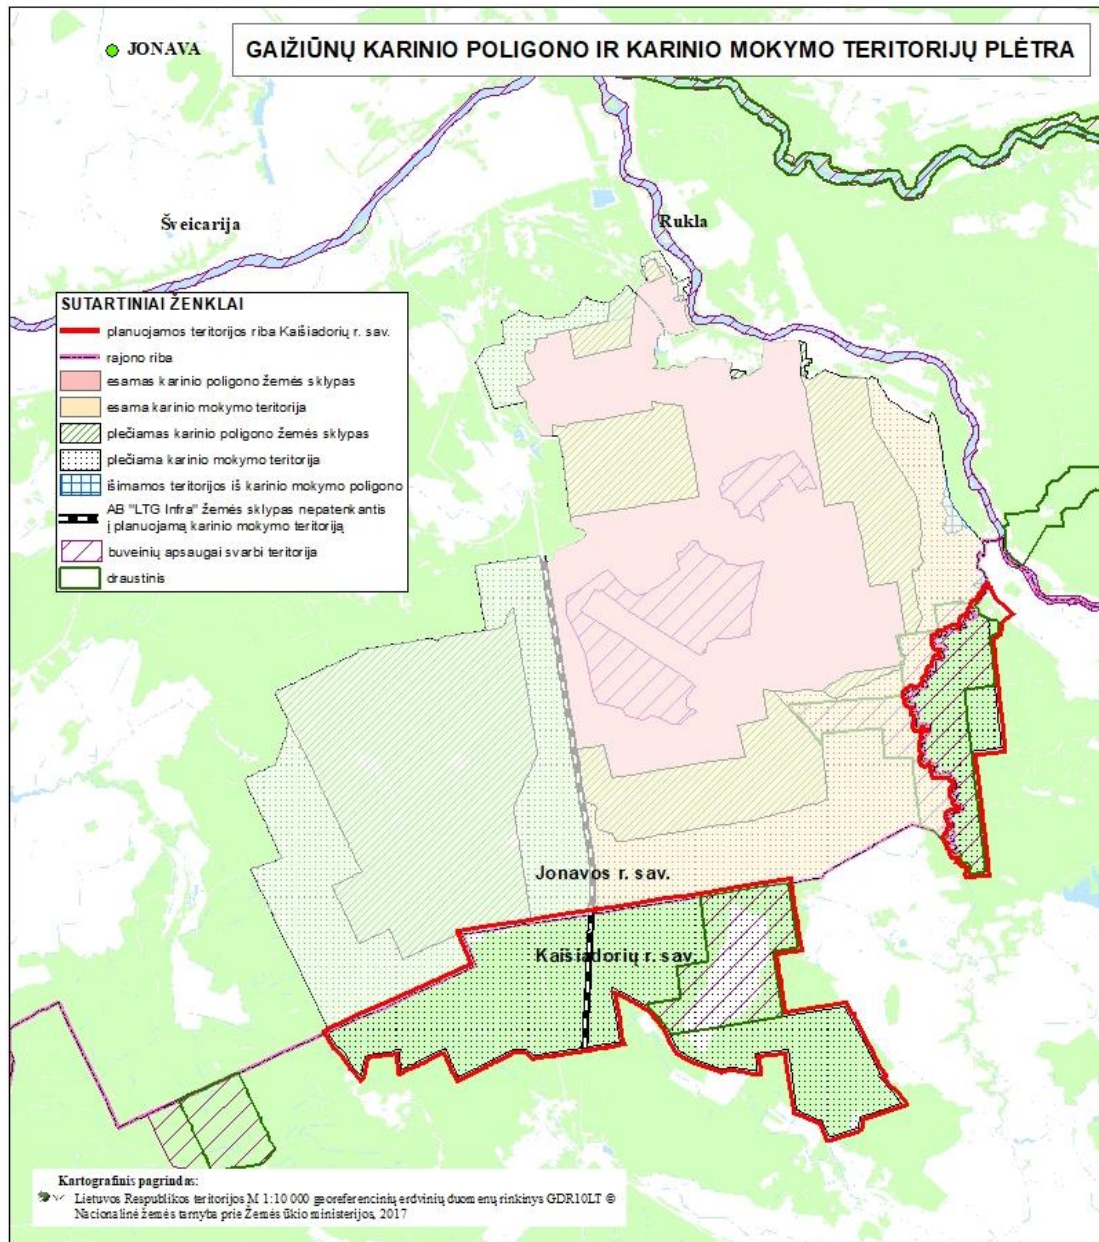 JONAVA
GAIŽIŪNŲ KARINIO POLIGONO IR KARINIO MOKYMO TERITORIJŲ PLĖTRA
Šveicarija
Rukla
SUTARTINIAI ŽENKLAI
planuojamos teritorijos riba Kaišiadorių r. sav.
rajono riba
esamas karinio poligono žemės sklypas
esama karinio mokymo teritorija
plečiamas karinio poligono žemės sklypas
plečiama karinio mokymo teritorija
išimamos teritorijos iš karinio mokymo poligono
AB "LTG Infra" žemės sklypas nepatenkantis
į planuojamą karinio mokymo teritoriją
buveinių apsaugai svarbi teritorija
draustinis
Jonavos r. sav.
Kaišiadorių r. sav.
Kartografinis pagrindas:
Lietuvos Respublikos teritorijos M 1:10 000 georeferencinių erdvinių duomenų rinkinys GDR10LT ©
Nacionalinė žemės tarnyba prie Žemės ūkio ministerijos, 2017